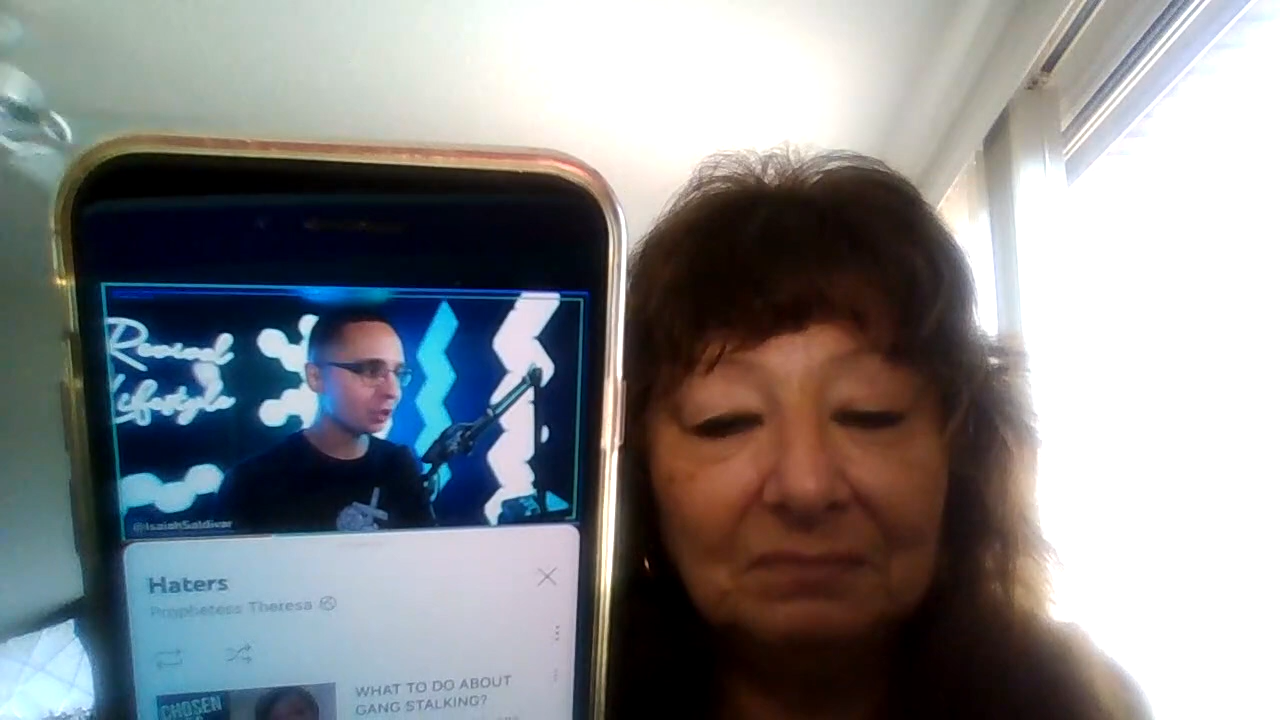 Revival
Lifestyle
@IsaiahSaldivar
Haters
Prophetess Theresa
WHAT TO DO ABOUT
GANG STALKING?
CHOSEN